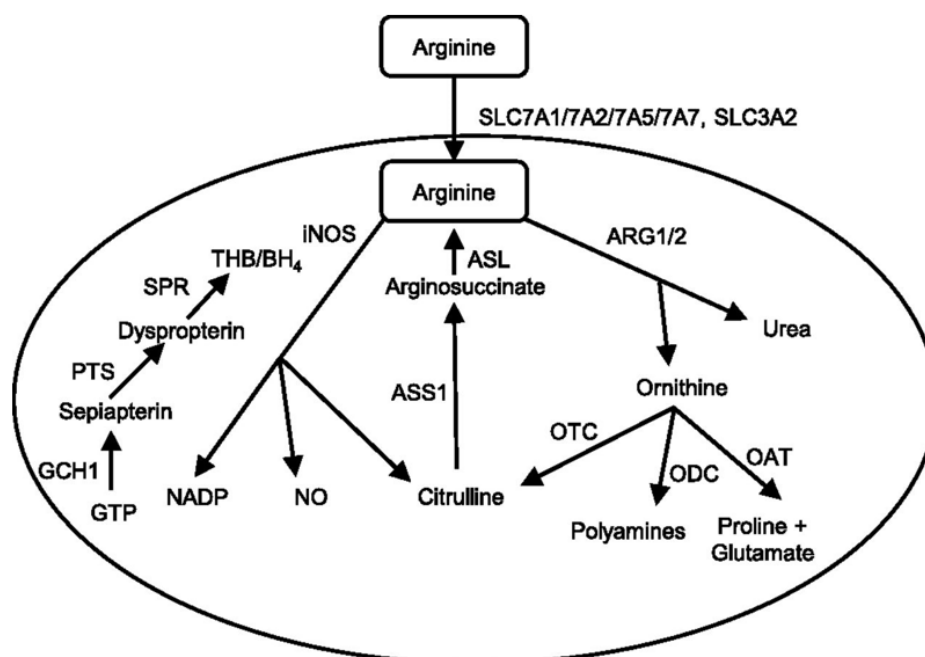 Arginine
SLC7A1/7A2/7A5/7A7, SLC3A2
Arginine
iNOS
ARG1/2
THB/BH₄
ASL
SPR
Arginosuccinate
Dyspropterin
Urea
PTS
ASS1
Ornithine
Sepiapterin
OTC
ODC
OAT
GCH1
GTP
NADP
NO
Citrulline
Polyamines
Proline +
Glutamate